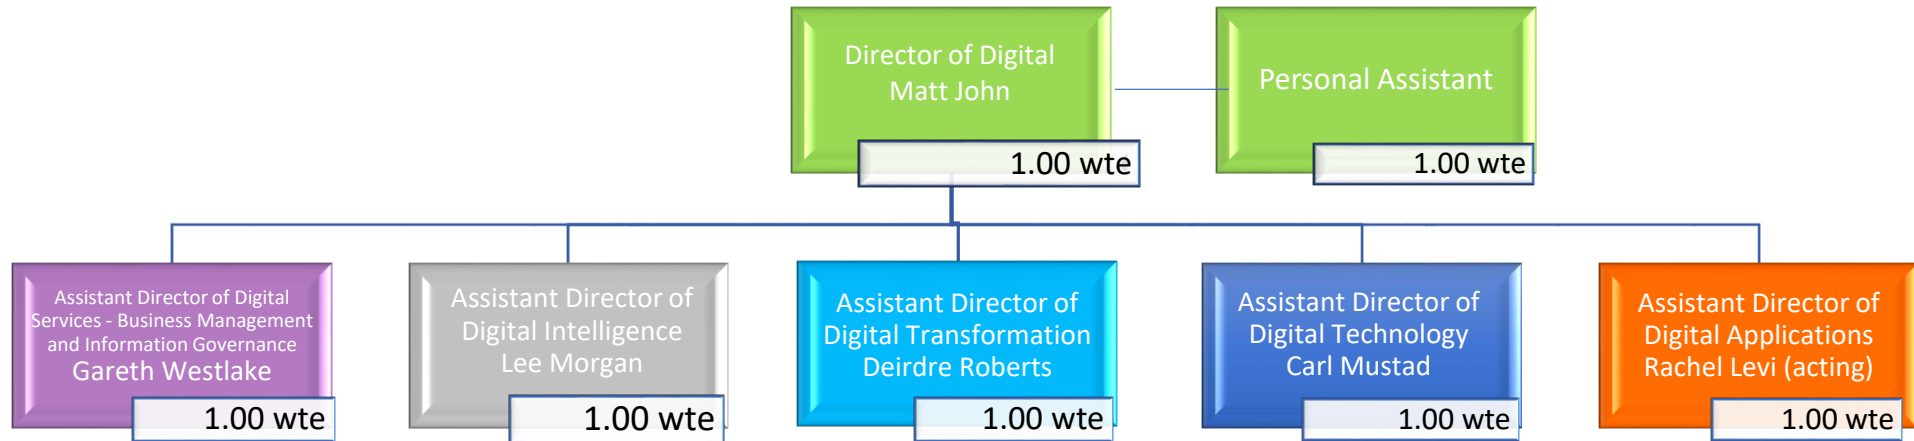 Director of Digital
Matt John
1.00 wte
Personal Assistant
1.00 wte
Assistant Director of Digital
Services - Business Management
and Information Governance
Gareth Westlake
1.00 wte
Assistant Director of
Digital Intelligence
Lee Morgan
1.00 wte
Assistant Director of
Digital Transformation
Deirdre Roberts
1.00 wte
Assistant Director of
Digital Technology
Carl Mustad
1.00 wte
Assistant Director of
Digital Applications
Rachel Levi (acting)
1.00 wte